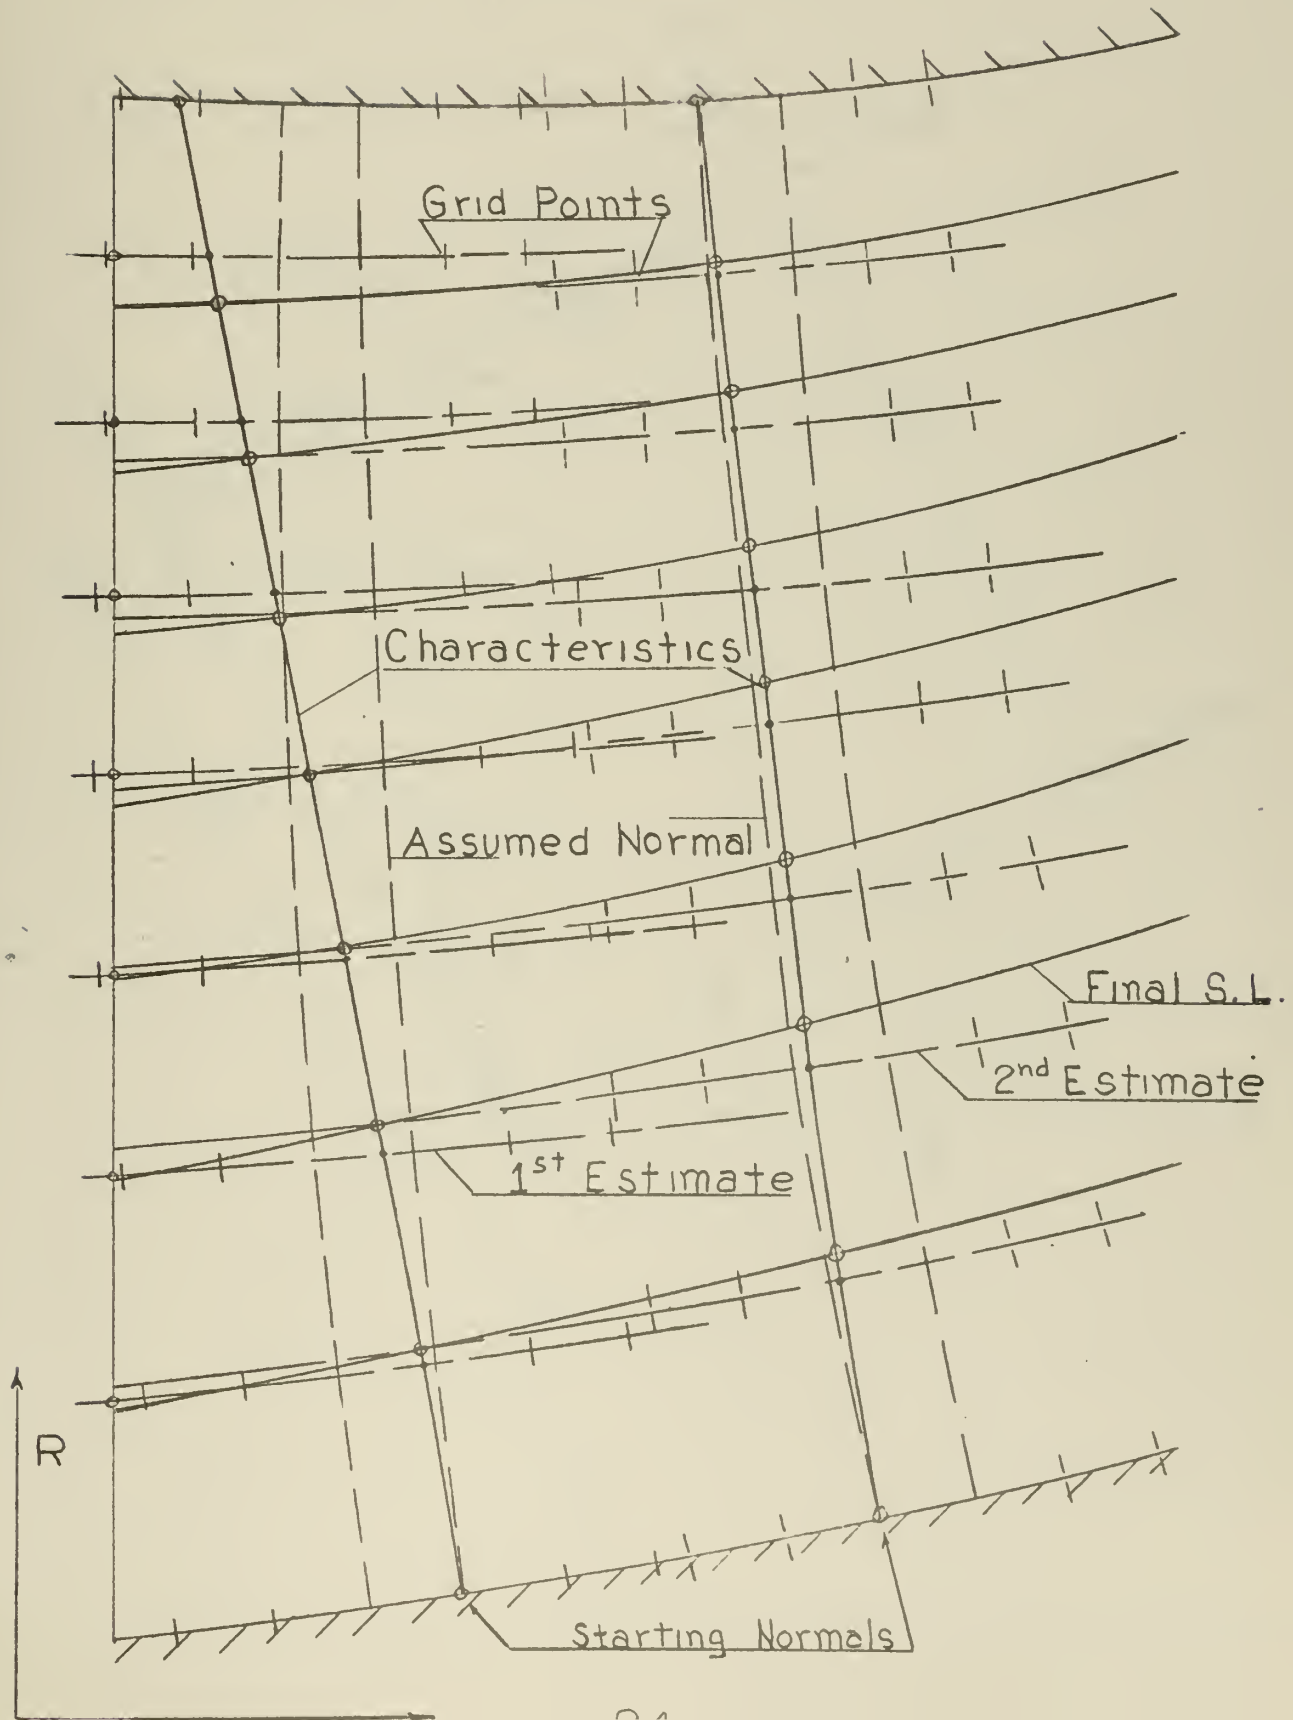 Grid Points
Characteristics
Assumed Normal
Final S.L.
2nd Estimate
1st Estimate
R
Starting Normals